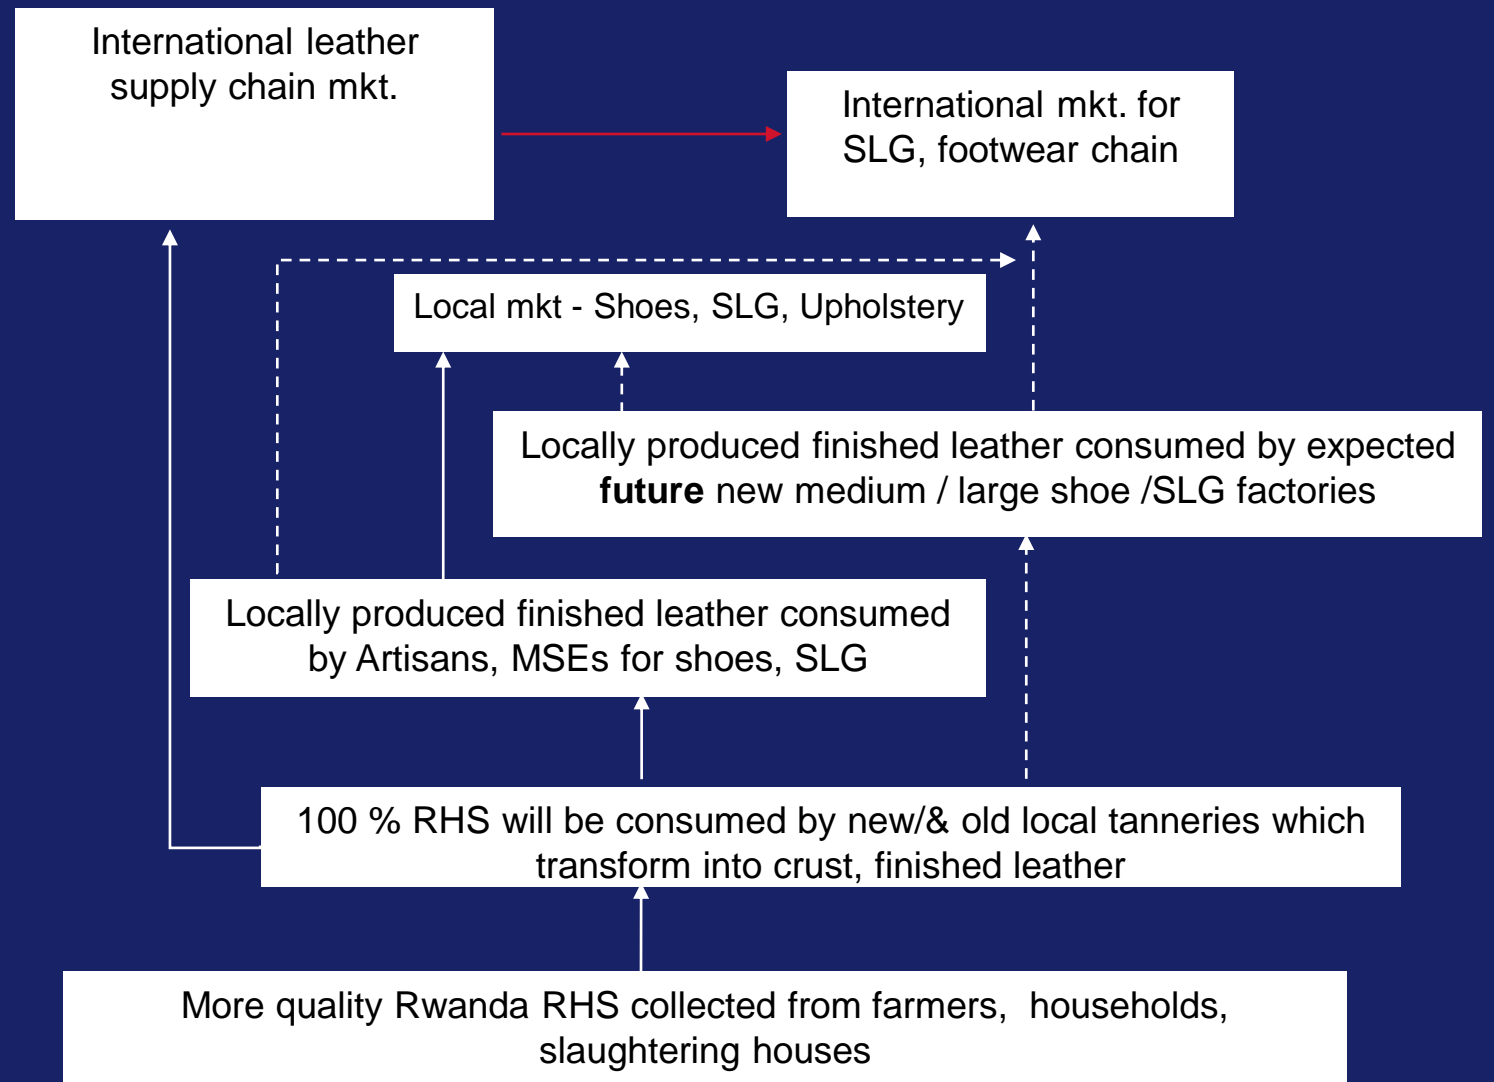 International leather
supply chain mkt.
International mkt. for
SLG, footwear chain
Local mkt - Shoes, SLG, Upholstery
Locally produced finished leather consumed by expected
future new medium / large shoe /SLG factories
Locally produced finished leather consumed
by Artisans, MSEs for shoes, SLG
100 % RHS will be consumed by new/& old local tanneries which
transform into crust, finished leather
More quality Rwanda RHS collected from farmers, households,
slaughtering houses